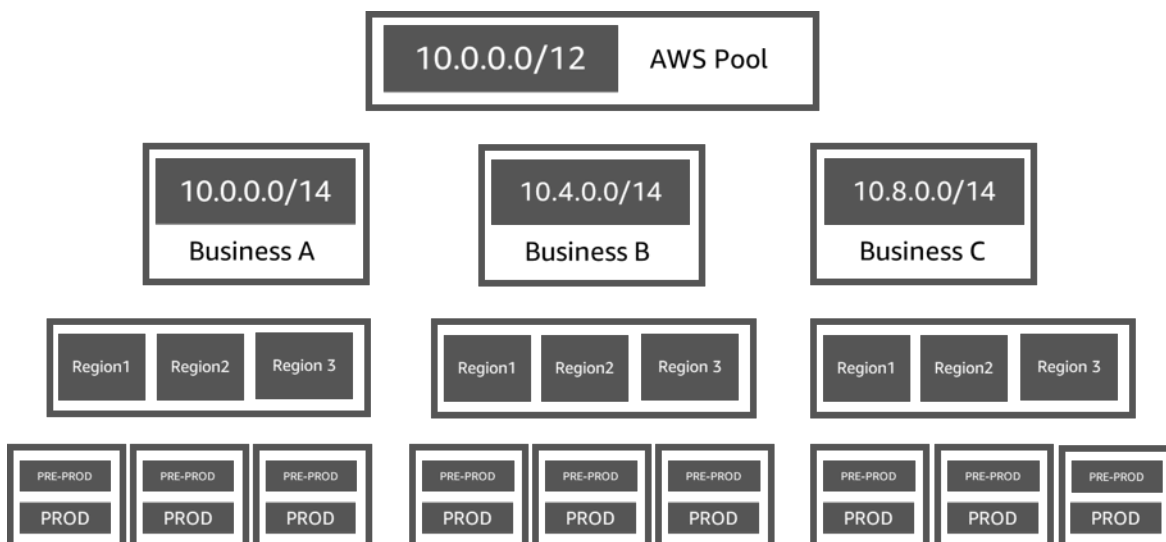 10.0.0.0/12 AWS Pool
10.0.0.0/14
Business A
10.4.0.0/14
Business B
10.8.0.0/14
Business C
Region1 Region2 Region 3
Region1 Region2 Region 3
Region1 Region2 Region 3
PRE-PROD PRE-PROD PRE-PROD PRE-PROD PRE-PROD PRE-PROD PRE-PROD PRE-PROD PRE-PROD
PROD PROD PROD PROD PROD PROD PROD PROD PROD